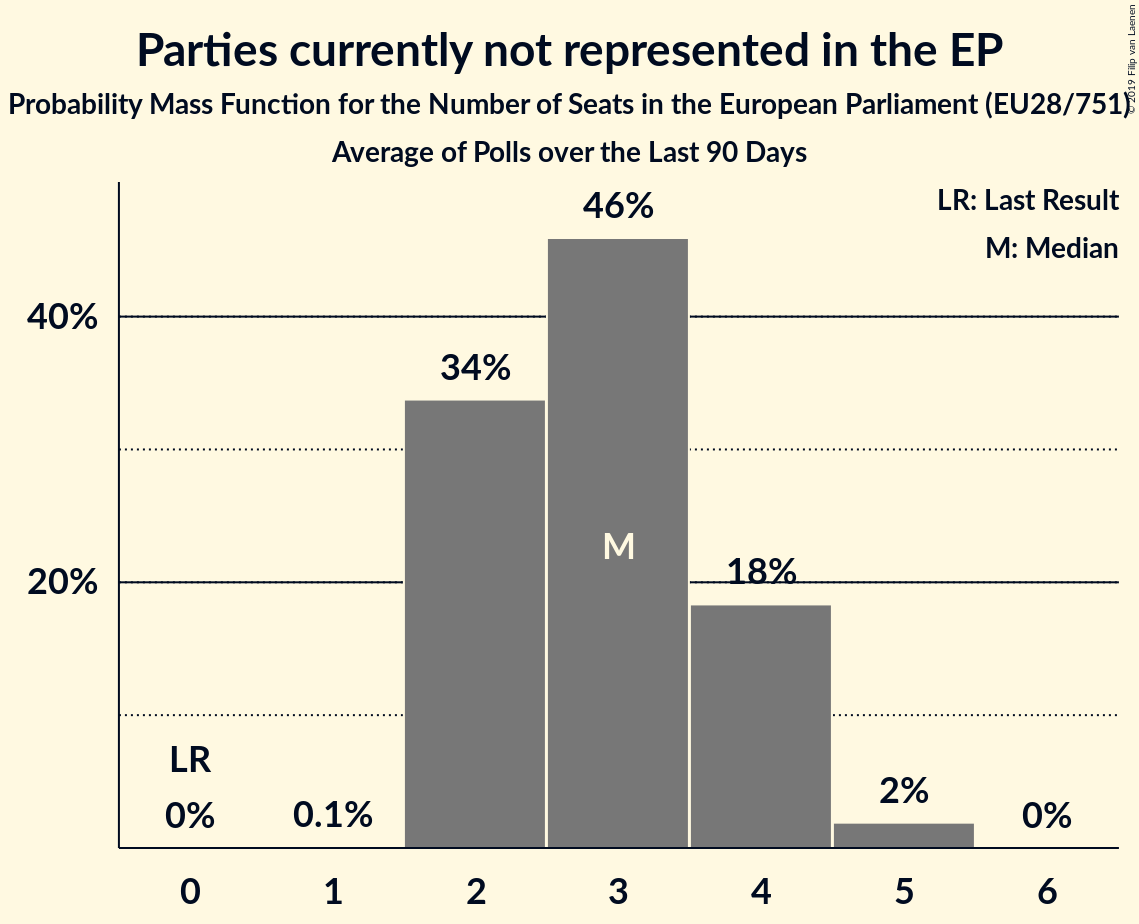 Parties currently not represented in the EP
Probability Mass Function for the Number of Seats in the European Parliament (EU28/751)
Average of Polls over the Last 90 Days
© 2019 Filip van Laenen
LR: Last Result
M: Median
46%
40%
34%
M
20%
18%
LR
0%
0.1%
2%
0%
0 1 2 3 4 5 6